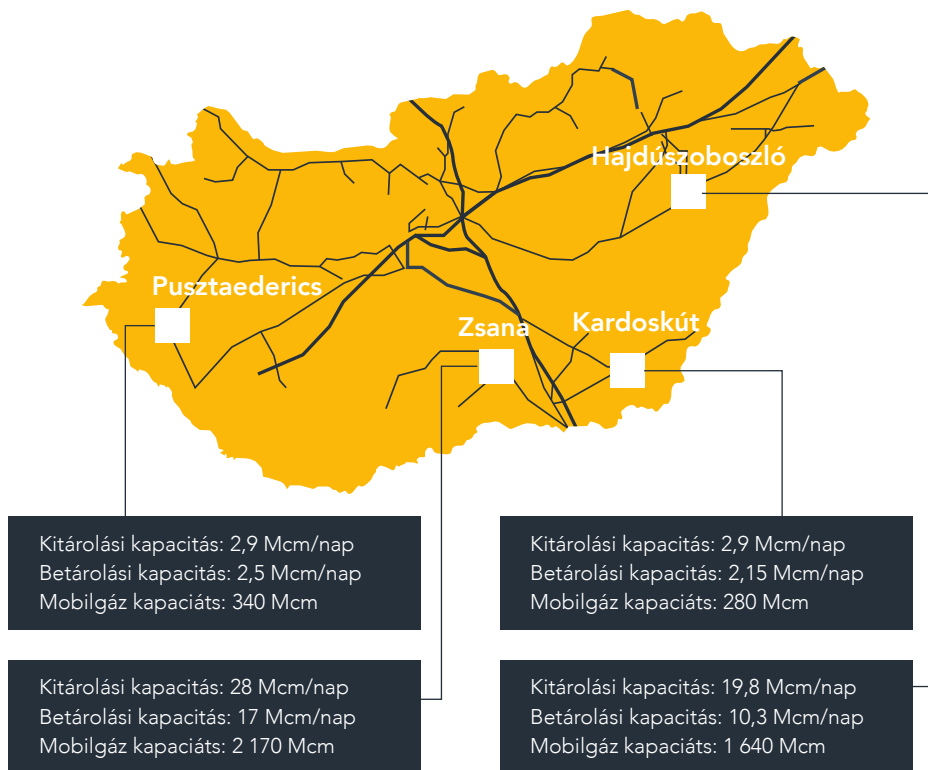 Hajdúszoboszló
Pusztaederics
Zsana
Kardoskút
Kitárolási kapacitás: 2,9 Mcm/nap
Betárolási kapacitás: 2,5 Mcm/nap
Mobilgáz kapaciáts: 340 Mcm
Kitárolási kapacitás: 2,9 Mcm/nap
Betárolási kapacitás: 2,15 Mcm/nap
Mobilgáz kapaciáts: 280 Mcm
Kitárolási kapacitás: 28 Mcm/nap
Betárolási kapacitás: 17 Mcm/nap
Mobilgáz kapaciáts: 2 170 Mcm
Kitárolási kapacitás: 19,8 Mcm/nap
Betárolási kapacitás: 10,3 Mcm/nap
Mobilgáz kapaciáts: 1 640 Mcm